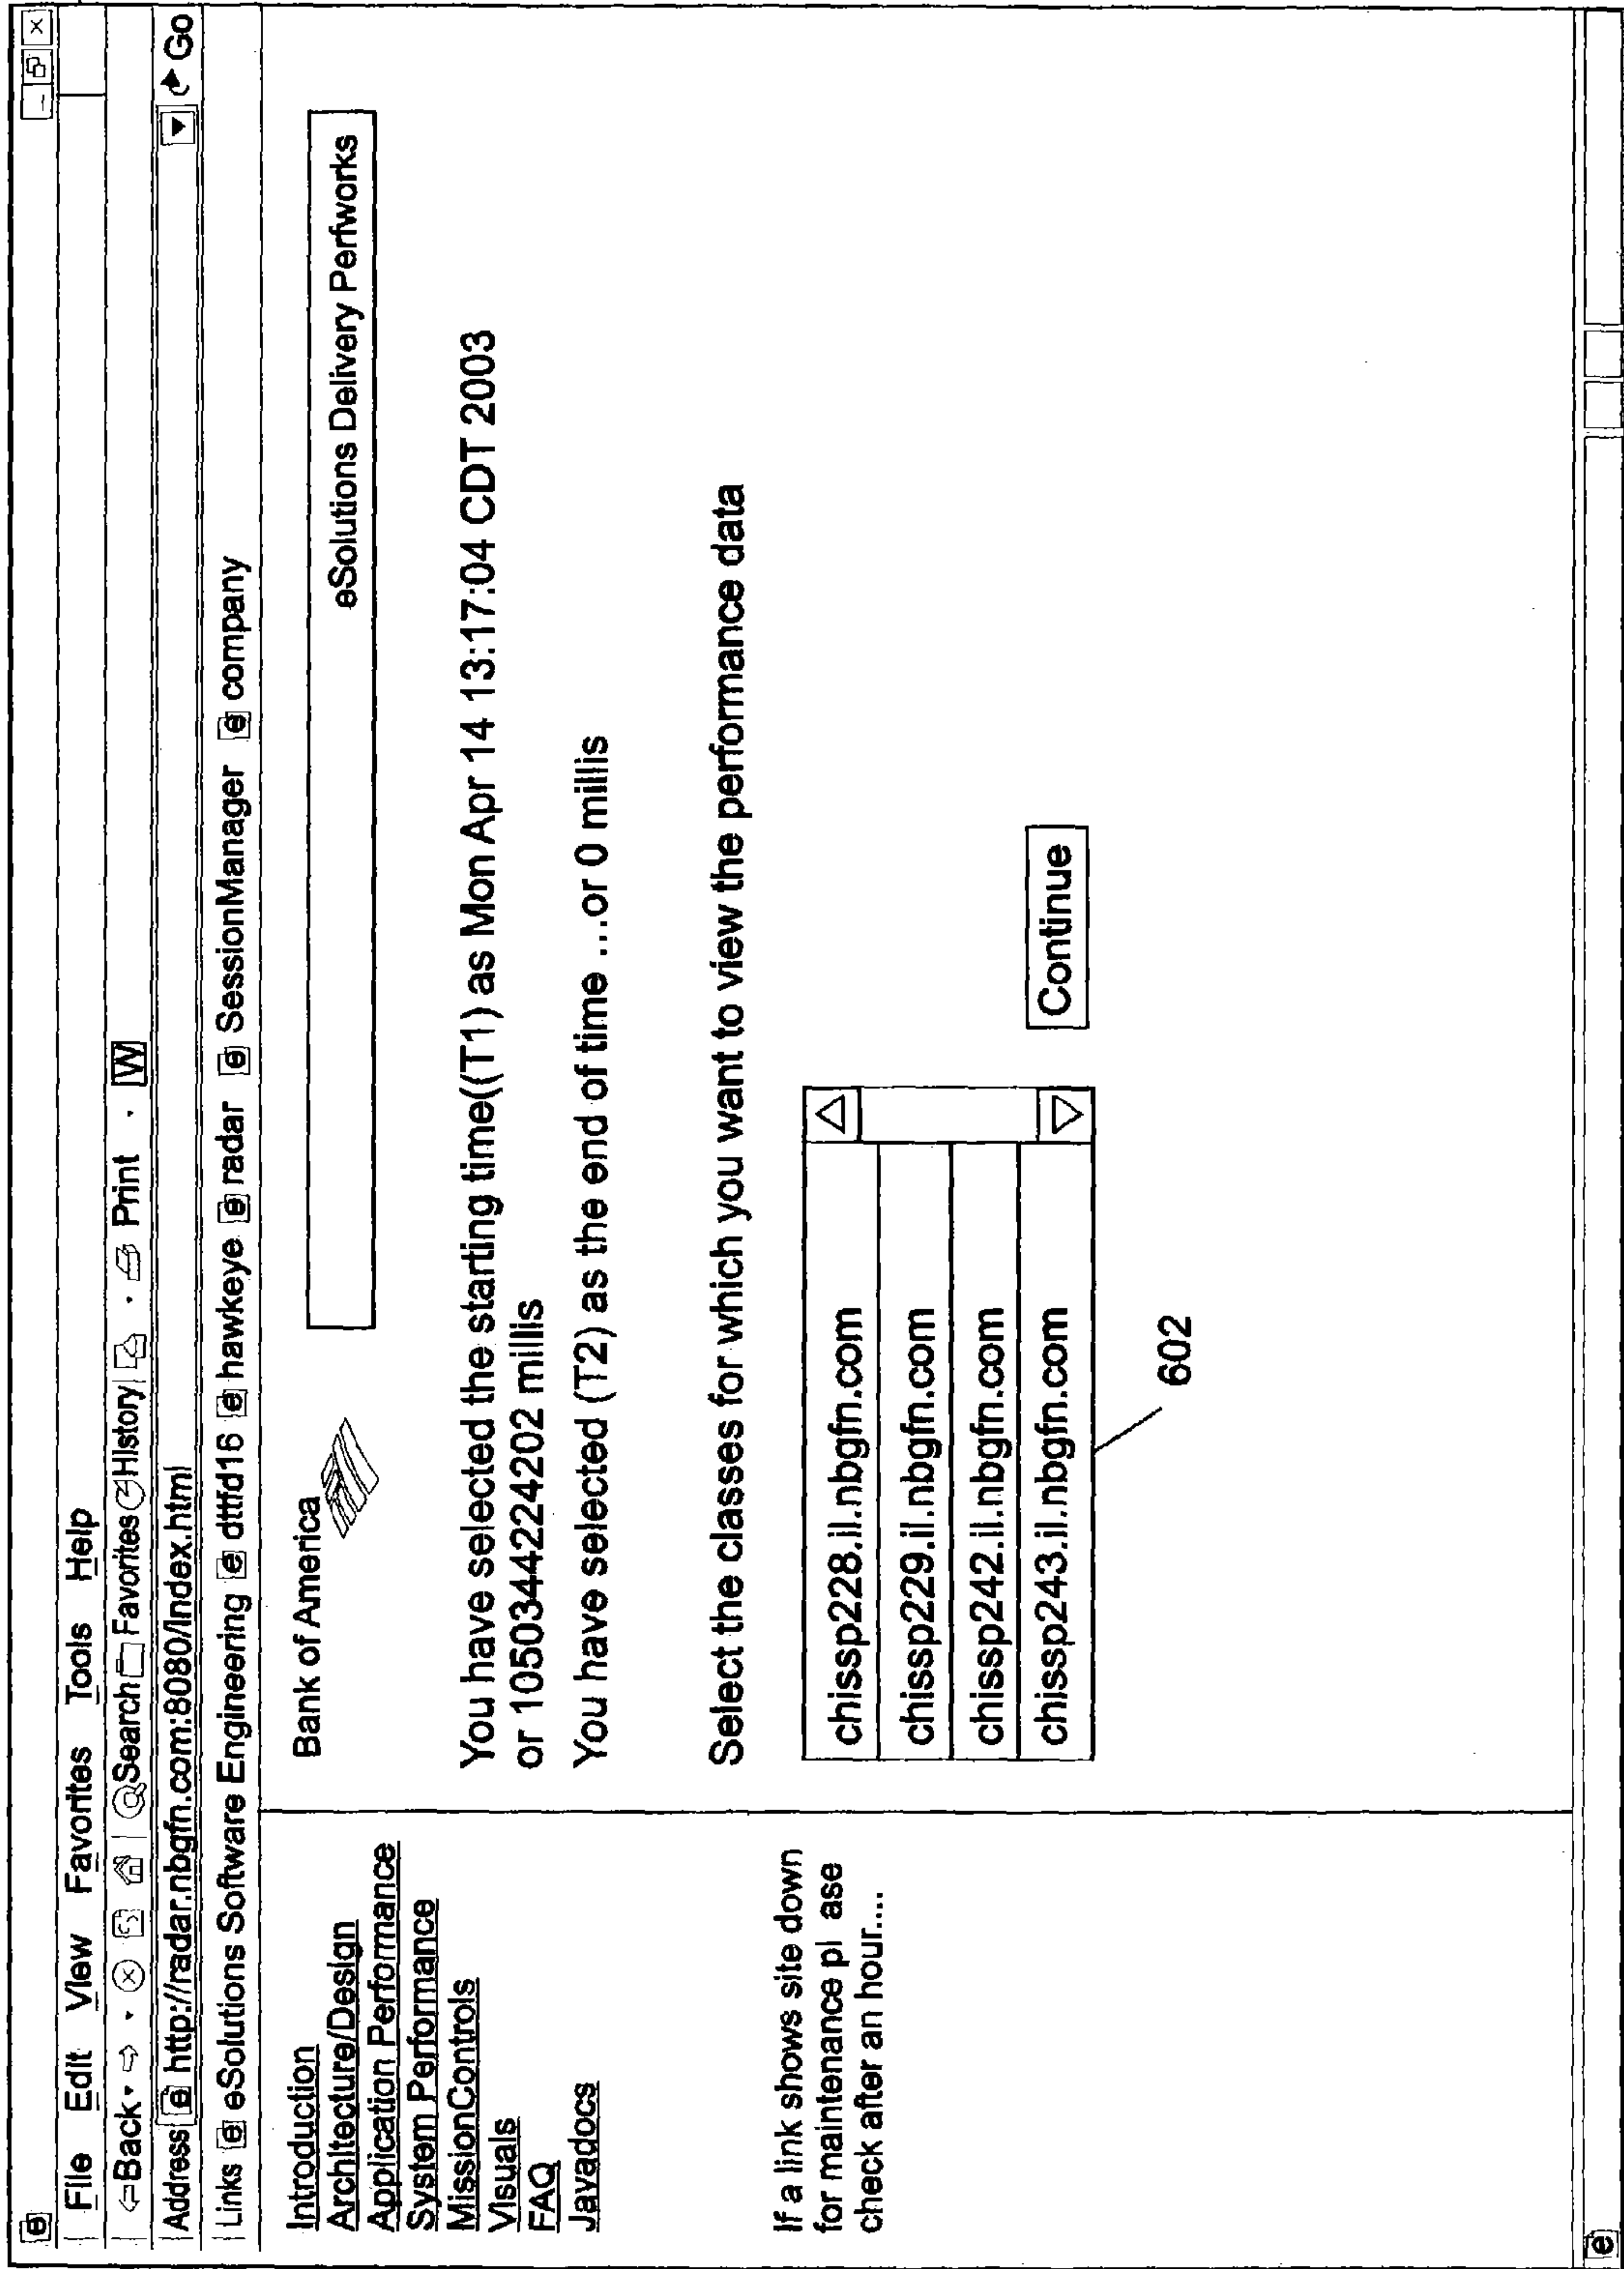 File Edit View Favorites Tools Help
Back Search Favorites History Print W
Address e http://radar.nbgfn.com:8080/Index.html Go
Links e eSolutions Software Engineering e dttfd16 e hawkeye e radar e SessionManager e company
Introduction
Architecture/Design
Application Performance
System Performance
MissionControls
Visuals
FAQ
Javadocs
If a link shows site down
for maintenance pl ase
check after an hour...
Bank of America
eSolutions Delivery Perfworks
You have selected the starting time((T1) as Mon Apr 14 13:17:04 CDT 2003
or 1050344224202 millis
You have selected (T2) as the end of time ...or 0 millis
Select the classes for which you want to view the performance data
chissp228.il.nbgfn.com
chissp229.il.nbgfn.com
chissp242.il.nbgfn.com
chissp243.il.nbgfn.com
Continue
602
e